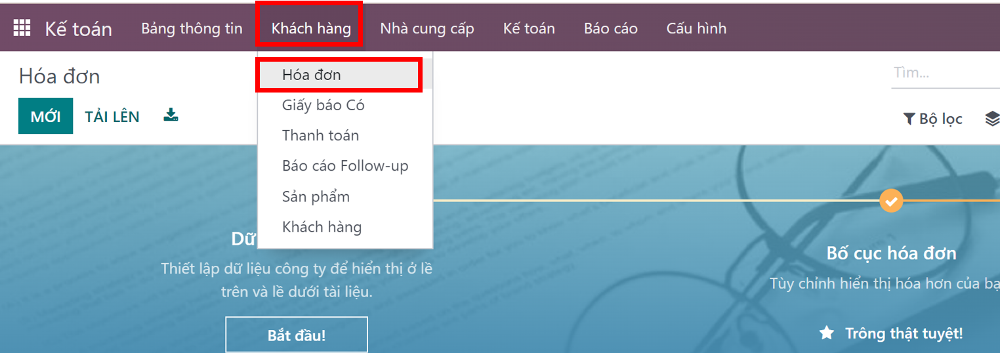 Kế toán Bảng thông tin Khách hàng Nhà cung cấp Kế toán Báo cáo Cấu hình
Hóa đơn
Tìm...
MỚI TẢI LÊN
Bộ lọc
Hóa đơn
Giấy báo Có
Thanh toán
Báo cáo Follow-up
Sản phẩm
Khách hàng
Dữ
Thiết lập dữ liệu công ty để hiển thị ở lề
trên và lề dưới tài liệu.
Bắt đầu!
Bố cục hóa đơn
Tùy chỉnh hiển thị hóa hơn của bạ
Trông thật tuyệt!